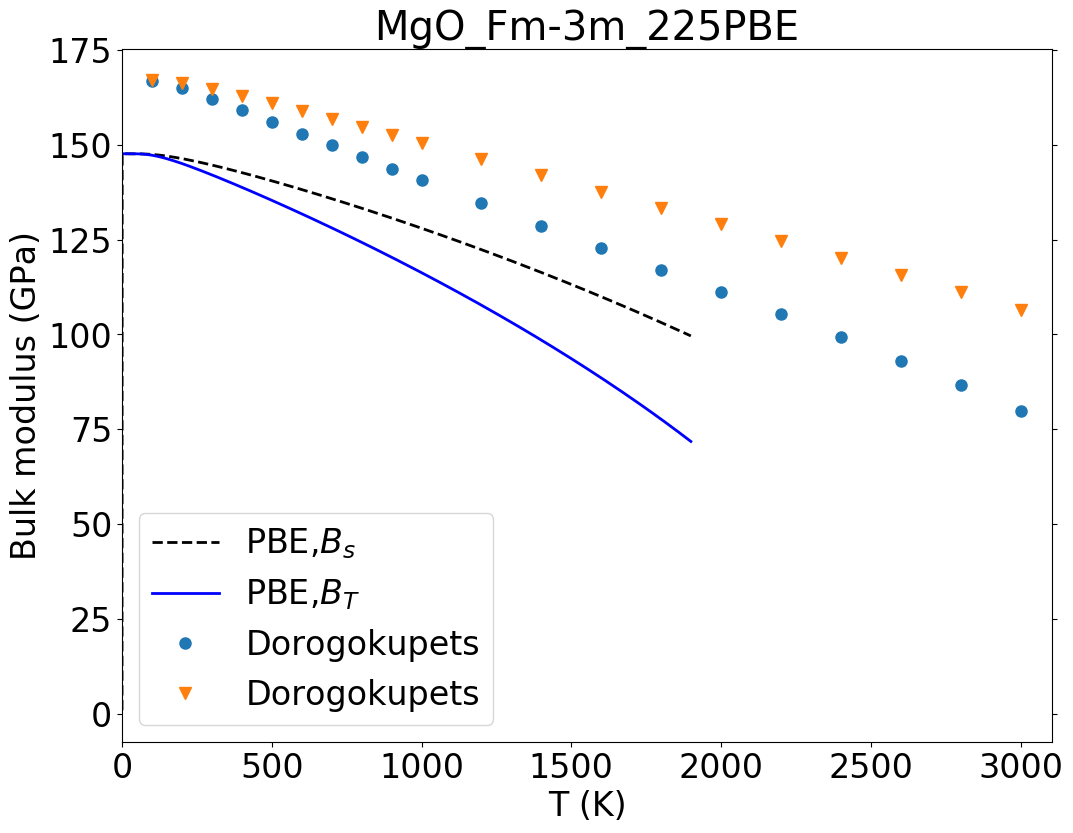 MgO_Fm-3m_225PBE
175
150
125
100
75
50
25
0
Bulk modulus (GPa)
PBE,B_s
PBE,B_T
Dorogokupets
Dorogokupets
0 500 1000 1500 2000 2500 3000
T (K)